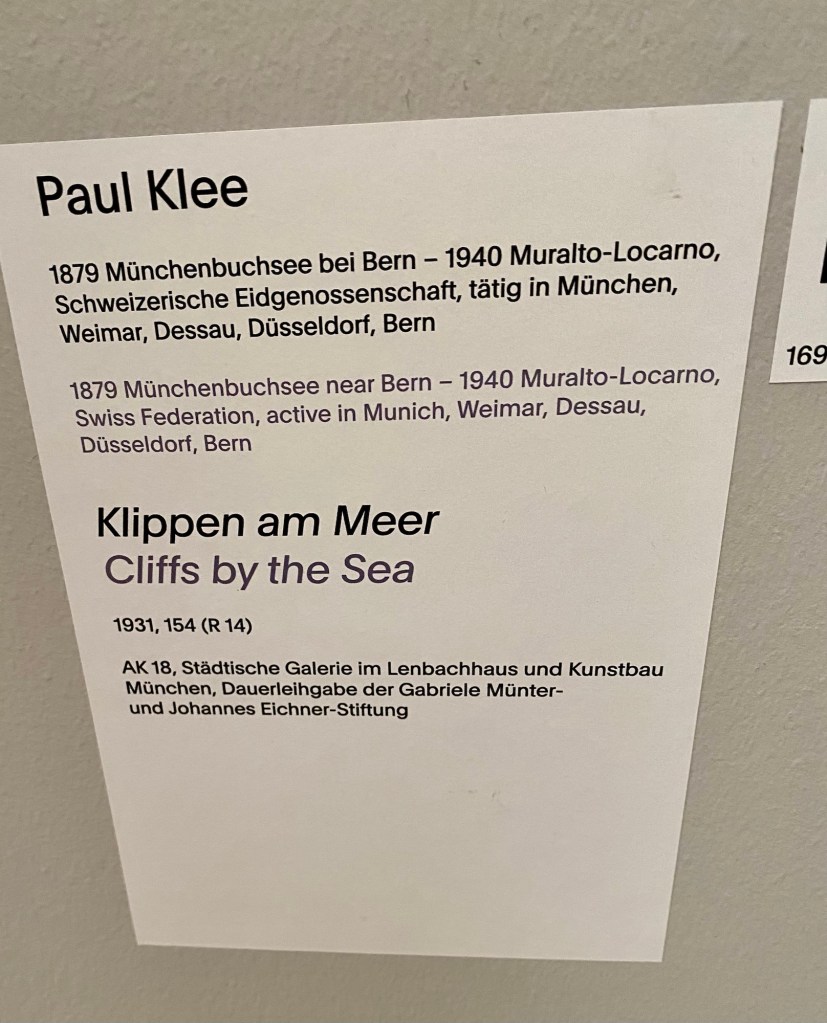 Paul Klee
1879 Münchenbuchsee bei Bern – 1940 Muralto-Locarno,
Schweizerische Eidgenossenschaft, tätig in München,
Weimar, Dessau, Düsseldorf, Bern
1879 Münchenbuchsee near Bern – 1940 Muralto-Locarno,
Swiss Federation, active in Munich, Weimar, Dessau,
Düsseldorf, Bern
Klippen am Meer
Cliffs by the Sea
1931, 154 (R 14)
AK 18, Städtische Galerie im Lenbachhaus und Kunstbau
München, Dauerleihgabe der Gabriele Münter-
und Johannes Eichner-Stiftung
169